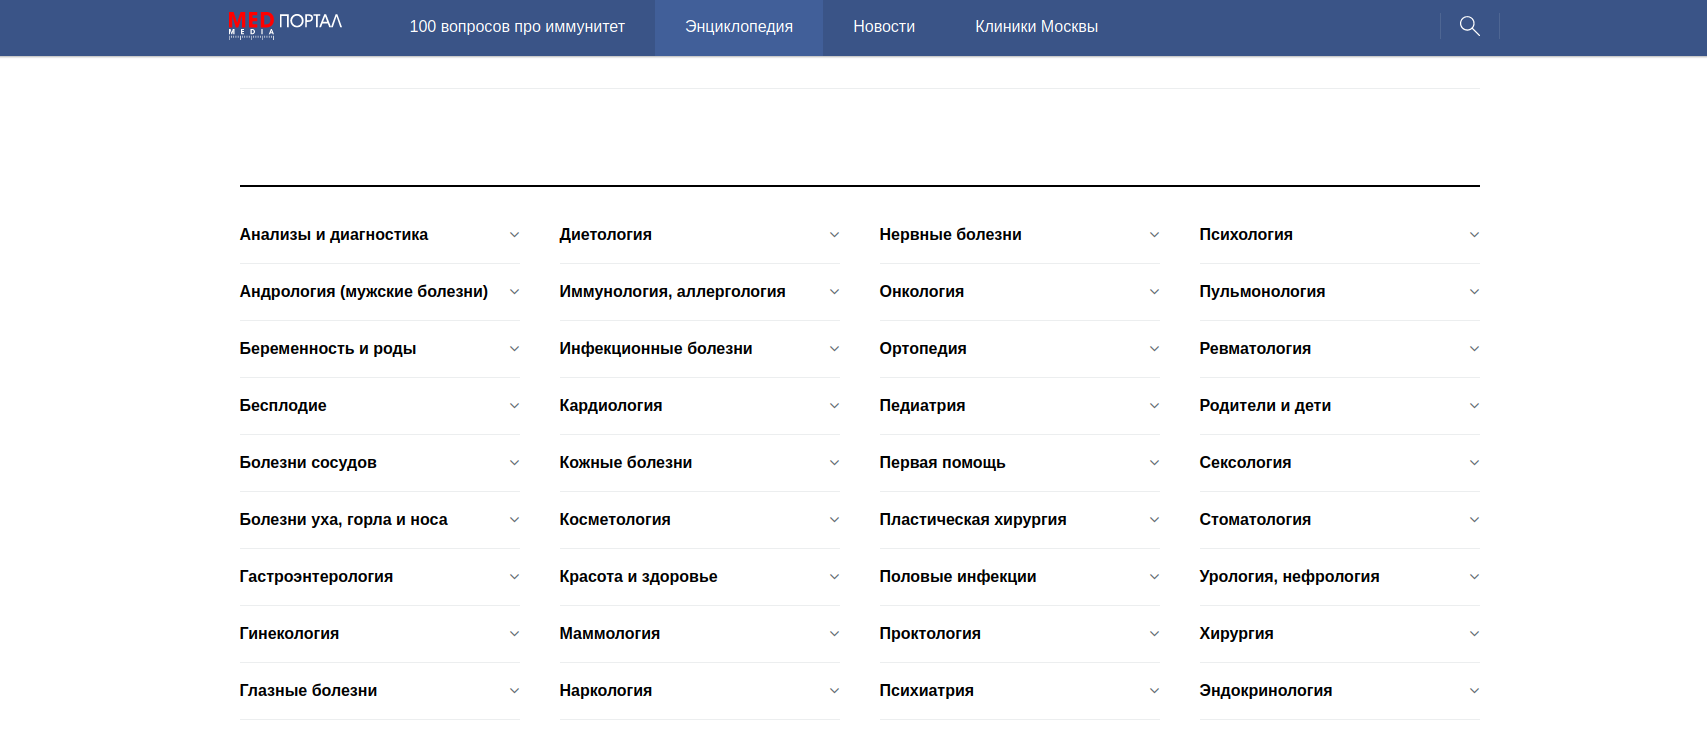 MED ПОРТАЛ
MEDIA
100 вопросов про иммунитет
Энциклопедия
Новости
Клиники Москвы
Анализы и диагностика
Андрология (мужские болезни)
Беременность и роды
Бесплодие
Болезни сосудов
Болезни уха, горла и носа
Гастроэнтерология
Гинекология
Глазные болезни
Диетология
Иммунология, аллергология
Инфекционные болезни
Кардиология
Кожные болезни
Косметология
Красота и здоровье
Маммология
Наркология
Нервные болезни
Онкология
Ортопедия
Педиатрия
Первая помощь
Пластическая хирургия
Половые инфекции
Проктология
Психиатрия
Психология
Пульмонология
Ревматология
Родители и дети
Сексология
Стоматология
Урология, нефрология
Хирургия
Эндокринология